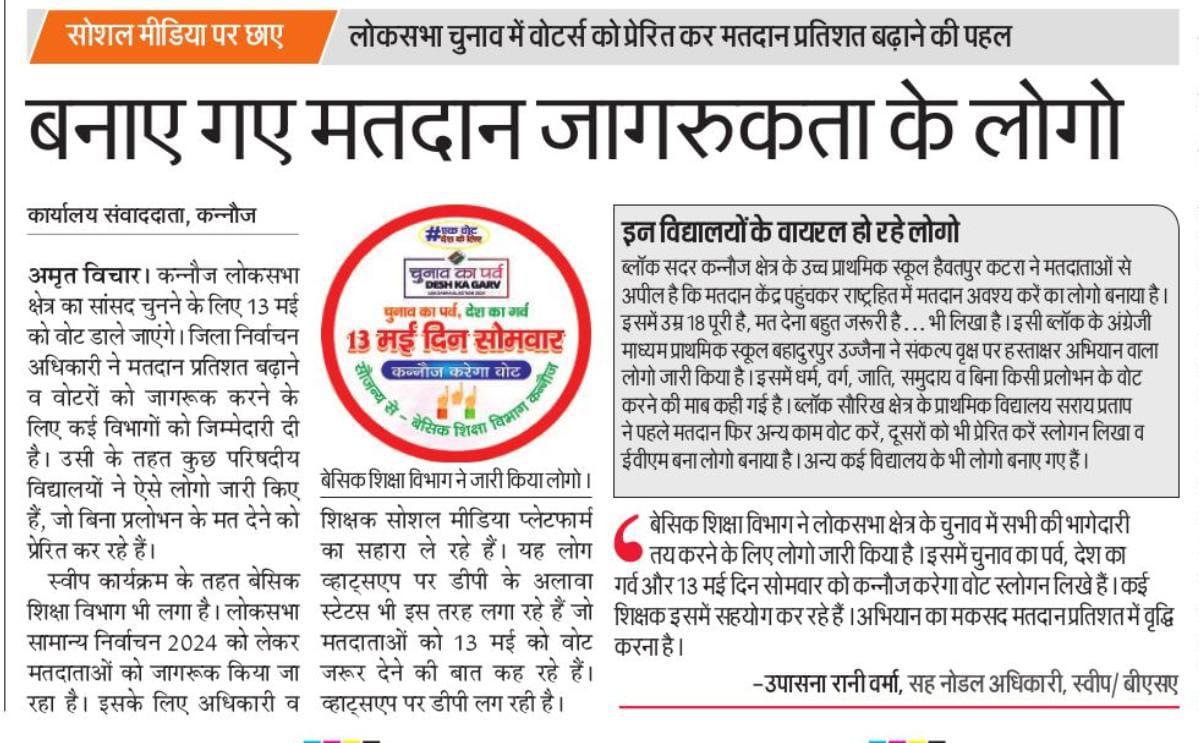 सोशल मीडिया पर छाए
लोकसभा चुनाव में वोटर्स को प्रेरित कर मतदान प्रतिशत बढ़ाने की पहल
बनाए गए मतदान जागरुकता के लोगो
कार्यालय संवाददाता, कन्नौज
अमृत विचार। कन्नौज लोकसभा
क्षेत्र का सांसद चुनने के लिए 13 मई
को वोट डाले जाएंगे। जिला निर्वाचन
अधिकारी ने मतदान प्रतिशत बढ़ाने
व वोटरों को जागरूक करने के
लिए कई विभागों को जिम्मेदारी दी
है। उसी के तहत कुछ परिषदीय
विद्यालयों ने ऐसे लोगो जारी किए
हैं, जो बिना प्रलोभन के मत देने को
प्रेरित कर रहे हैं।
स्वीप कार्यक्रम के तहत बेसिक
शिक्षा विभाग भी लगा है। लोकसभा
सामान्य निर्वाचन 2024 को लेकर
मतदाताओं को जागरूक किया जा
रहा है। इसके लिए अधिकारी व
#एक वोट
देश के लिए
चुनाव का पर्व
DESH KA GARV
चुनाव का पर्व, देश का गर्व
13 मई दिन सोमवार
कन्नौज करेगा वोट
सौजन्य से - बेसिक शिक्षा विभाग कन्नौज
बेसिक शिक्षा विभाग ने जारी किया लोगो।
शिक्षक सोशल मीडिया प्लेटफार्म
का सहारा ले रहे हैं। यह लोग
व्हाट्सएप पर डीपी के अलावा
स्टेटस भी इस तरह लगा रहे हैं जो
मतदाताओं को 13 मई को वोट
जरूर देने की बात कह रहे हैं।
व्हाट्सएप पर डीपी लग रही है।
इन विद्यालयों के वायरल हो रहे लोगो
ब्लॉक सदर कन्नौज क्षेत्र के उच्च प्राथमिक स्कूल हैवतपुर कटरा ने मतदाताओं से
अपील है कि मतदान केंद्र पहुंचकर राष्ट्रहित में मतदान अवश्य करें का लोगो बनाया है।
इसमें उम्र 18 पूरी है, मत देना बहुत जरूरी है... भी लिखा है। इसी ब्लॉक के अंग्रेजी
माध्यम प्राथमिक स्कूल बहादुरपुर उज्जैना ने संकल्प वृक्ष पर हस्ताक्षर अभियान वाला
लोगो जारी किया है। इसमें धर्म, वर्ग, जाति, समुदाय व बिना किसी प्रलोभन के वोट
करने की माब कही गई है। ब्लॉक सौरिख क्षेत्र के प्राथमिक विद्यालय सराय प्रताप
ने पहले मतदान फिर अन्य काम वोट करें, दूसरों को भी प्रेरित करें स्लोगन लिखा व
ईवीएम बना लोगो बनाया है। अन्य कई विद्यालय के भी लोगो बनाए गए हैं।
बेसिक शिक्षा विभाग ने लोकसभा क्षेत्र के चुनाव में सभी की भागेदारी
तय करने के लिए लोगो जारी किया है। इसमें चुनाव का पर्व, देश का
गर्व और 13 मई दिन सोमवार को कन्नौज करेगा वोट स्लोगन लिखे हैं। कई
शिक्षक इसमें सहयोग कर रहे हैं। अभियान का मकसद मतदान प्रतिशत में वृद्धि
करना है।
-उपासना रानी वर्मा, सह नोडल अधिकारी, स्वीप/ बीएसए